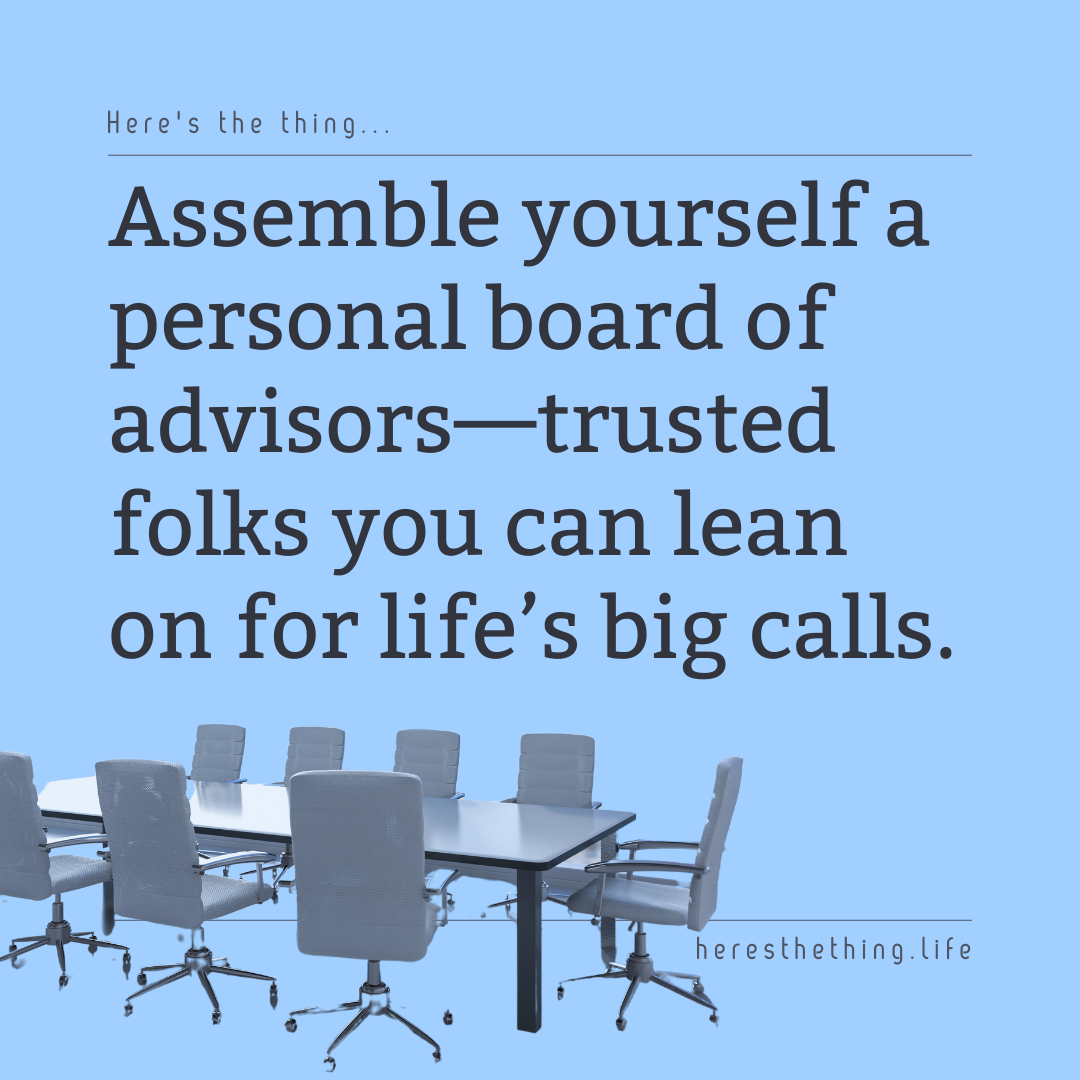 Here's the thing...
Assemble yourself a
personal board of
advisors—trusted
folks you can lean
on for life’s big calls.
heresthething.life